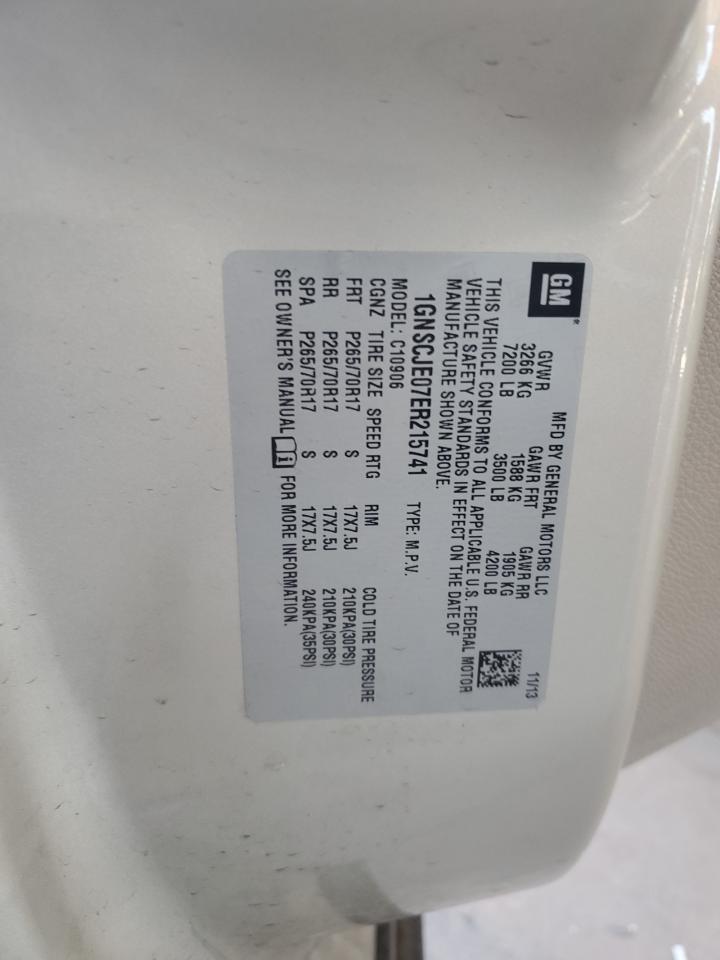 GM®
MFD BY GENERAL MOTORS LLC 11/13
GVWR GAWR FRT GAWR RR
3266 KG 1588 KG 1905 KG
7200 LB 3500 LB 4200 LB
THIS VEHICLE CONFORMS TO ALL APPLICABLE U.S. FEDERAL MOTOR
VEHICLE SAFETY STANDARDS IN EFFECT ON THE DATE OF
MANUFACTURE SHOWN ABOVE.
1GNSCJE07ER215741 TYPE: M.P.V.
MODEL: C10906
CGNZ TIRE SIZE SPEED RTG RIM COLD TIRE PRESSURE
FRT P265/70R17 S 17X7.5J 210KPA(30PSI)
RR P265/70R17 S 17X7.5J 210KPA(30PSI)
SPA P265/70R17 S 17X7.5J 240KPA(35PSI)
SEE OWNER'S MANUAL i FOR MORE INFORMATION.